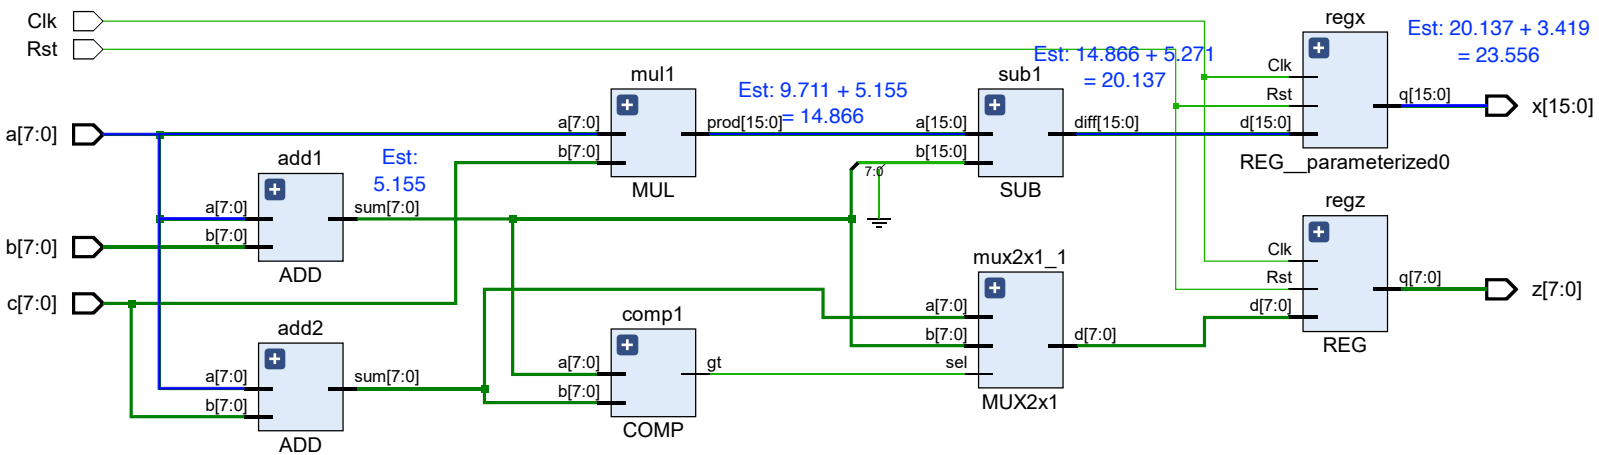 Clk
Rst
a[7:0]
b[7:0]
c[7:0]
add1
a[7:0]
b[7:0]
sum[7:0]
ADD
Est:
5.155
add2
a[7:0]
b[7:0]
sum[7:0]
ADD
mul1
a[7:0]
b[7:0]
prod[15:0]
MUL
Est: 9.711 + 5.155
= 14.866
comp1
a[7:0]
b[7:0]
gt
COMP
sub1
a[15:0]
b[15:0]
diff[15:0]
7:0
SUB
Est: 14.866 + 5.271
= 20.137
mux2x1_1
a[7:0]
b[7:0]
sel
d[7:0]
MUX2x1
regx
Clk
Rst
d[15:0]
q[15:0]
REG__parameterized0
Est: 20.137 + 3.419
= 23.556
x[15:0]
regz
Clk
Rst
d[7:0]
q[7:0]
REG
z[7:0]